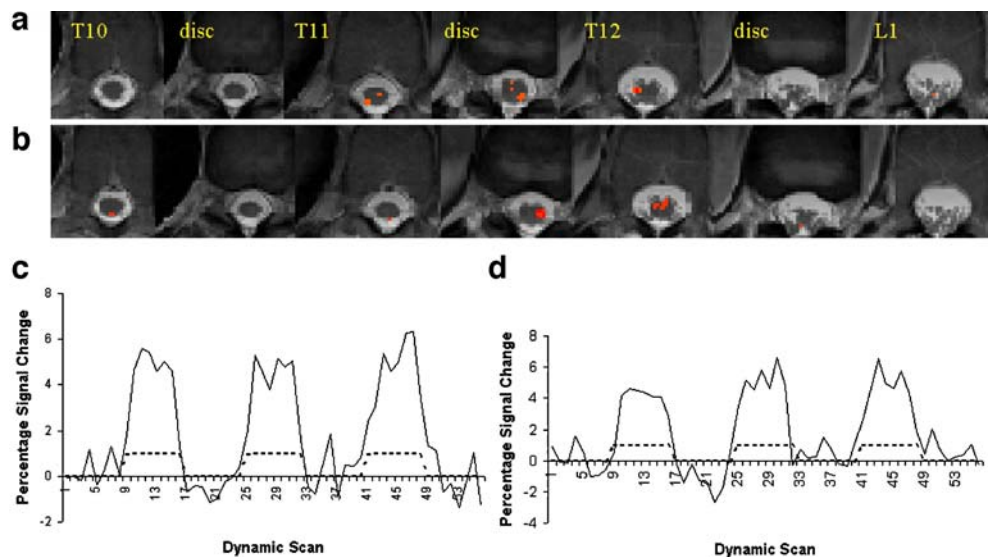 a
T10 disc T11 disc T12 disc L1
b
c
8
6
4
2
0
-2
Percentage Signal Change
1 5 9 13 17 21 25 29 33 37 41 45 49 53
Dynamic Scan
d
8
6
4
2
0
-2
-4
Percentage Signal Change
1 5 9 13 17 21 25 29 33 37 41 45 49 53
Dynamic Scan